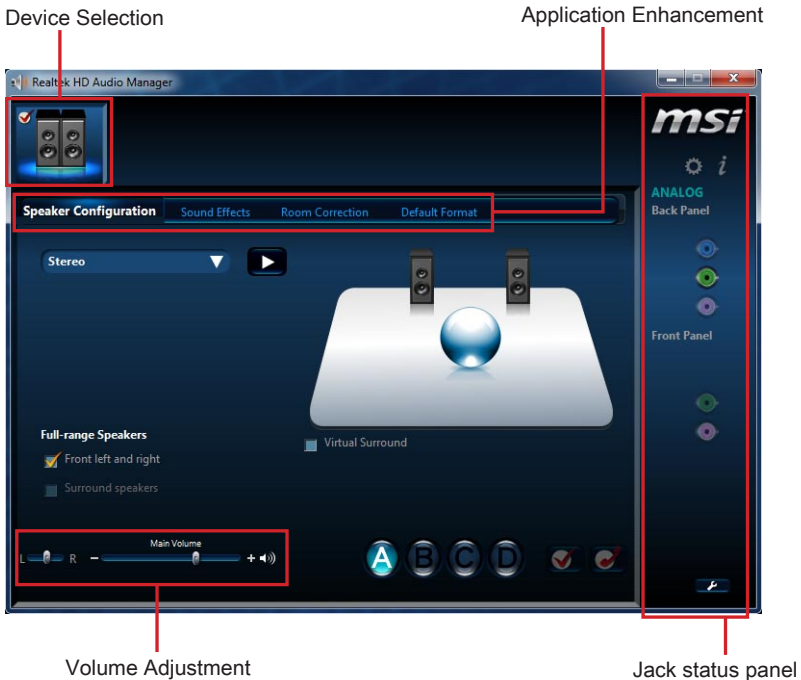 Device Selection
Application Enhancement
Realtek HD Audio Manager
msi
i
ANALOG
Back Panel
Speaker Configuration
Sound Effects
Room Correction
Default Format
Stereo
Front Panel
Full-range Speakers
Front left and right
Surround speakers
Virtual Surround
Main Volume
L R - +
A B C D
Volume Adjustment
Jack status panel